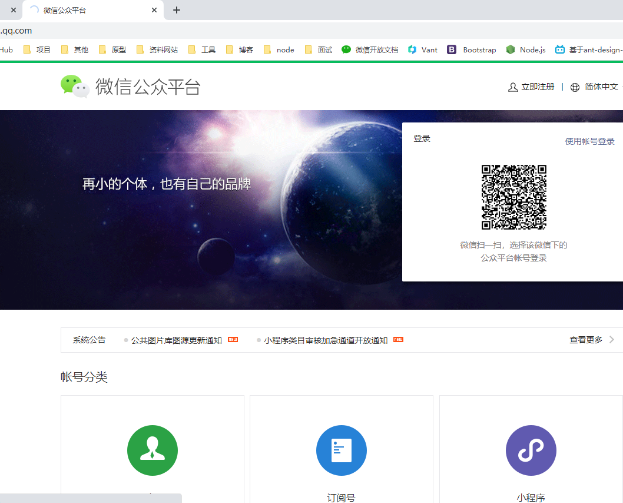 微信公众平台
.qq.com
Hub 项目 其他 原型 资料网站 工具 博客 node 面试 微信开放文档 Vant Bootstrap Node.js 基于ant-design-
微信公众平台
立即注册 | 简体中文
登录 使用帐号登录
再小的个体，也有自己的品牌
微信扫一扫，选择该微信下的
公众平台帐号登录
系统公告 公共图片库图源更新通知 小程序类目审核加急通道开放通知 查看更多
帐号分类
订阅号 小程序